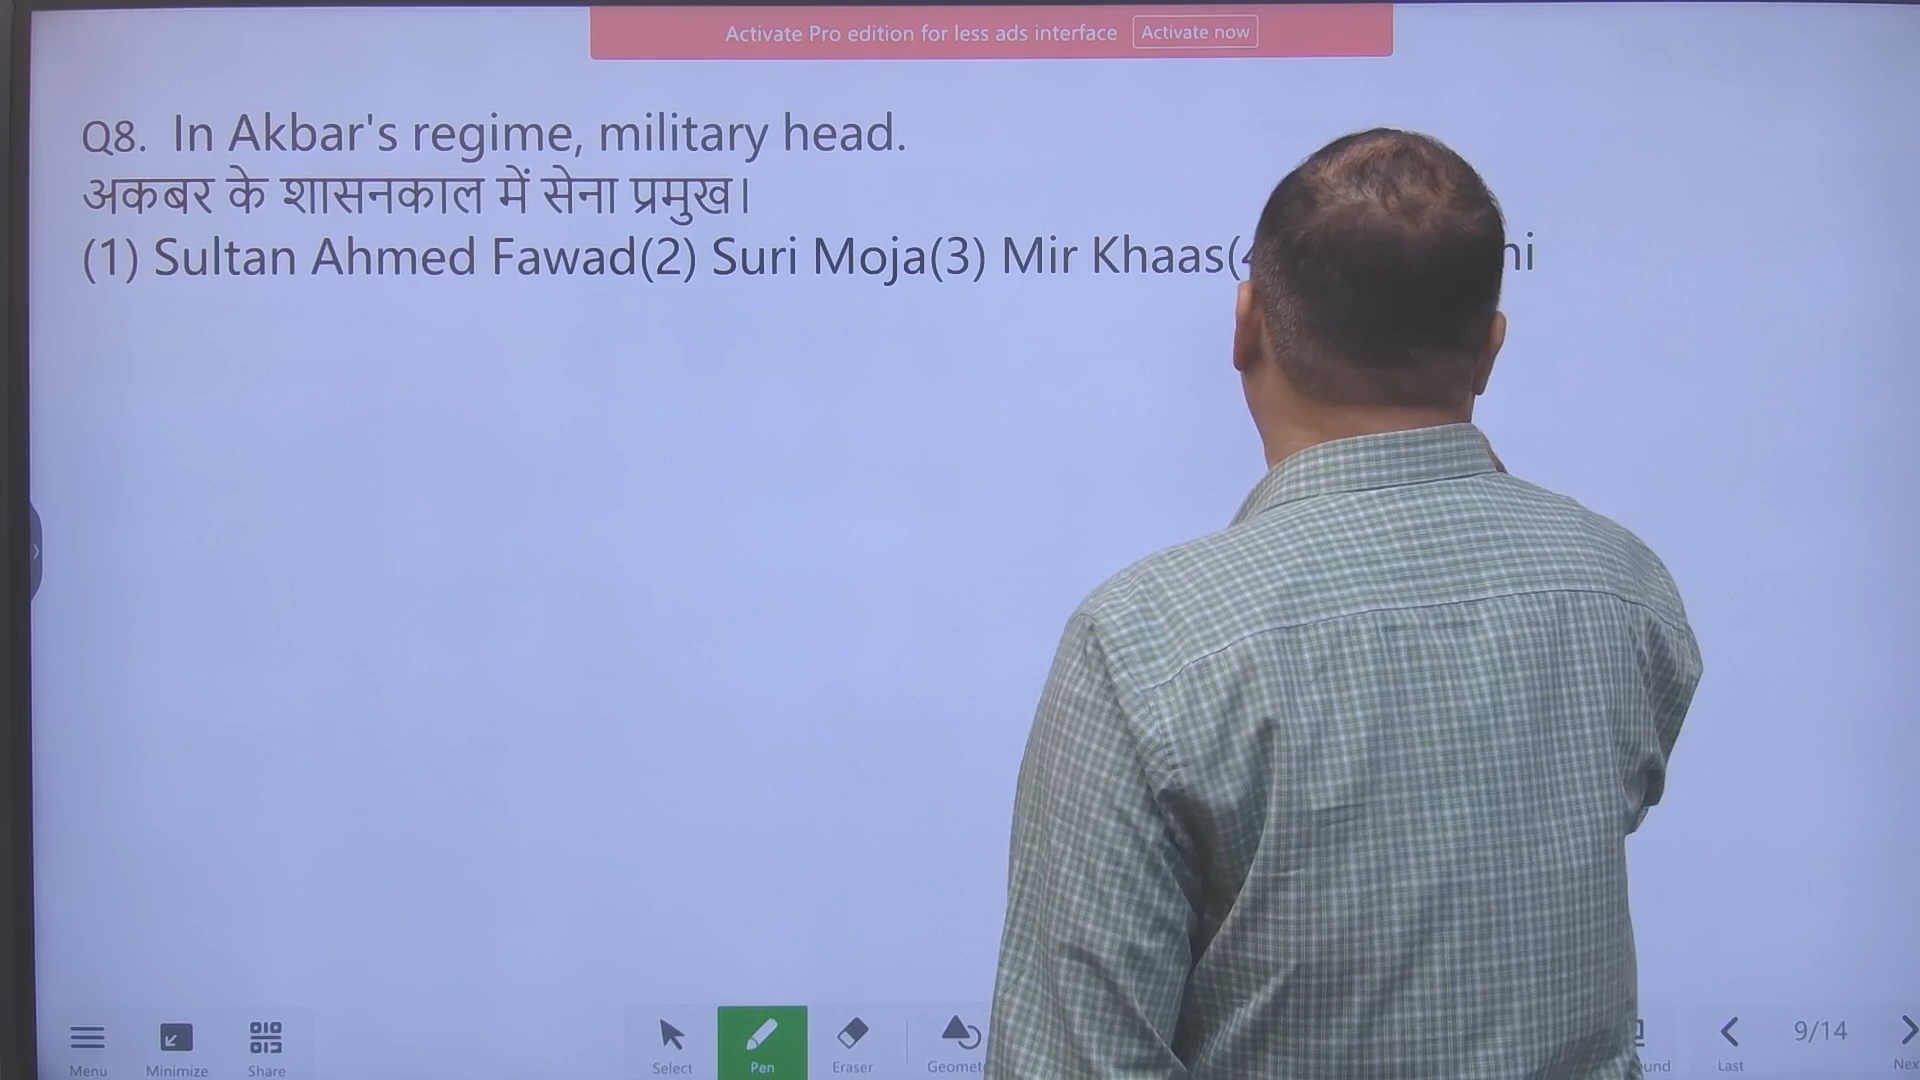 Activate Pro edition for less ads interface Activate now
Q8. In Akbar's regime, military head.
अकबर के शासनकाल में सेना प्रमुख।
(1) Sultan Ahmed Fawad(2) Suri Moja(3) Mir Khaas(
Menu Minimize Share Select Pen Eraser Last 9/14